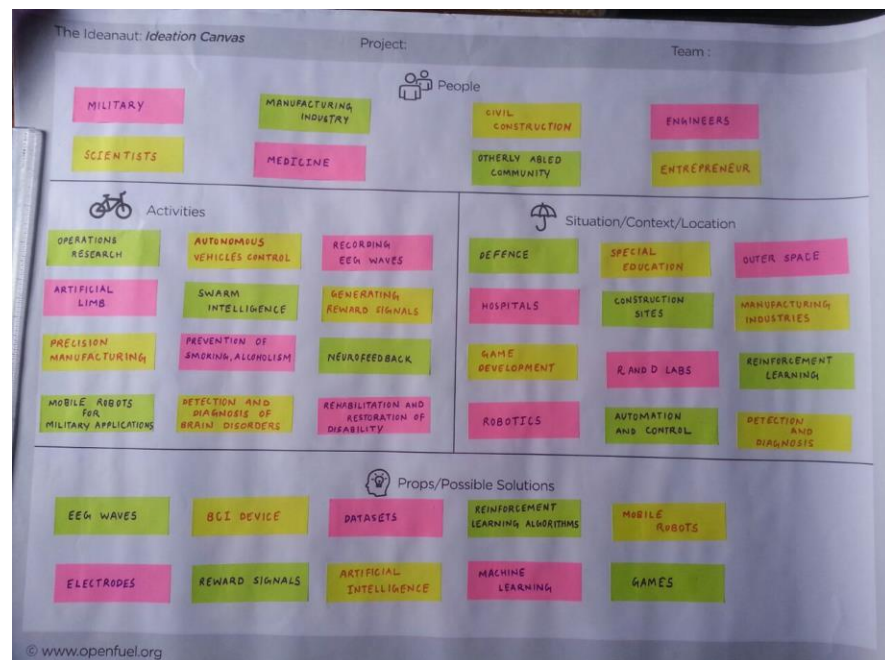 The Ideanaut: Ideation Canvas Project: Team :
People
MILITARY
MANUFACTURING
INDUSTRY
CIVIL
CONSTRUCTION
ENGINEERS
SCIENTISTS
MEDICINE
OTHERLY ABLED
COMMUNITY
ENTREPRENEUR
Activities
OPERATIONS
RESEARCH
AUTONOMOUS
VEHICLES CONTROL
RECORDING
EEG WAVES
ARTIFICIAL
LIMB
SWARM
INTELLIGENCE
GENERATING
REWARD SIGNALS
PRECISION
MANUFACTURING
PREVENTION OF
SMOKING, ALCOHOLISM
NEUROFEEDBACK
MOBILE ROBOTS
FOR
MILITARY APPLICATIONS
DETECTION AND
DIAGNOSIS OF
BRAIN DISORDERS
REHABILITATION AND
RESTORATION OF
DISABILITY
Situation/Context/Location
DEFENCE
SPECIAL
EDUCATION
OUTER SPACE
HOSPITALS
CONSTRUCTION
SITES
MANUFACTURING
INDUSTRIES
GAME
DEVELOPMENT
R AND D LABS
REINFORCEMENT
LEARNING
ROBOTICS
AUTOMATION
AND CONTROL
DETECTION
AND
DIAGNOSIS
Props/Possible Solutions
EEG WAVES
BCI DEVICE
DATASETS
REINFORCEMENT
LEARNING ALGORITHMS
MOBILE
ROBOTS
ELECTRODES
REWARD SIGNALS
ARTIFICIAL
INTELLIGENCE
MACHINE
LEARNING
GAMES
© www.openfuel.org